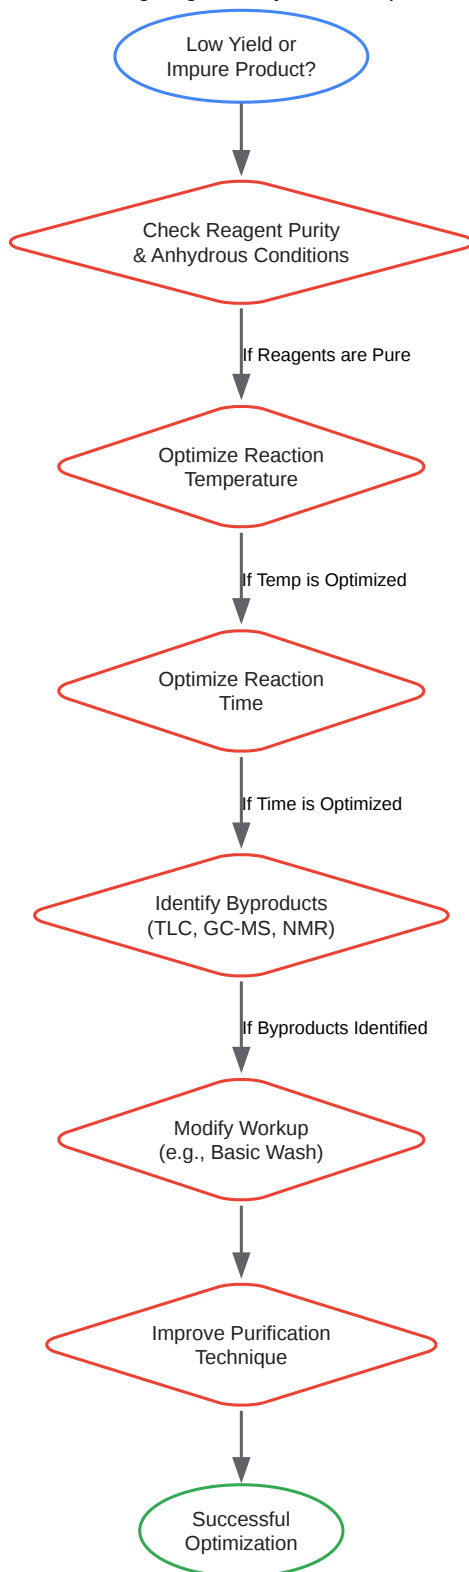 Low Yield or
Impure Product?
Check Reagent Purity
& Anhydrous Conditions
If Reagents are Pure
Optimize Reaction
Temperature
If Temp is Optimized
Optimize Reaction
Time
If Time is Optimized
Identify Byproducts
(TLC, GC-MS, NMR)
If Byproducts Identified
Modify Workup
(e.g., Basic Wash)
Improve Purification
Technique
Successful
Optimization